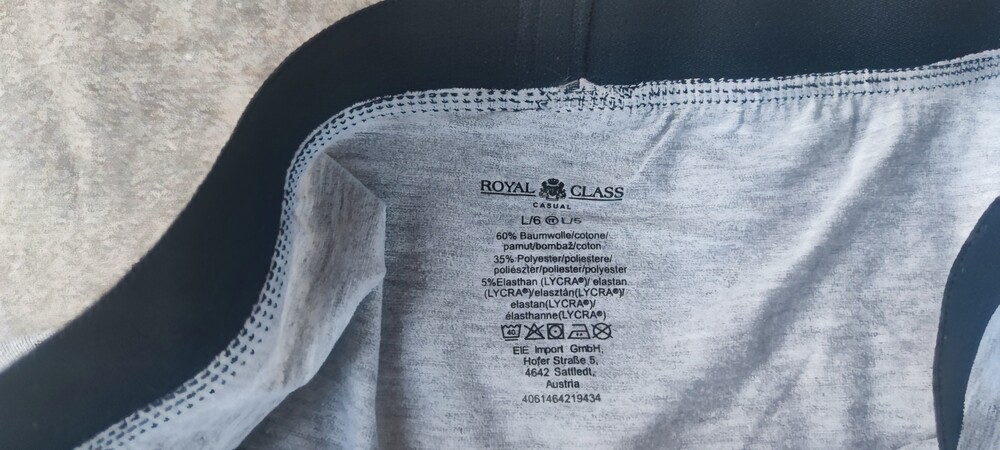 ROYAL CLASS
CASUAL
L/6 Ⓜ L/5
60% Baumwolle/cotone/
pamut/bombaž/coton
35% Polyester/poliestere/
poliészter/poliester/polyester
5%Elasthan (LYCRA®)/ elastan
(LYCRA®)/elasztán(LYCRA®)/
elastan(LYCRA®)/
élasthanne(LYCRA®)
40
EIE Import GmbH,
Hofer Straße 5,
4642 Sattledt,
Austria
4061464219434